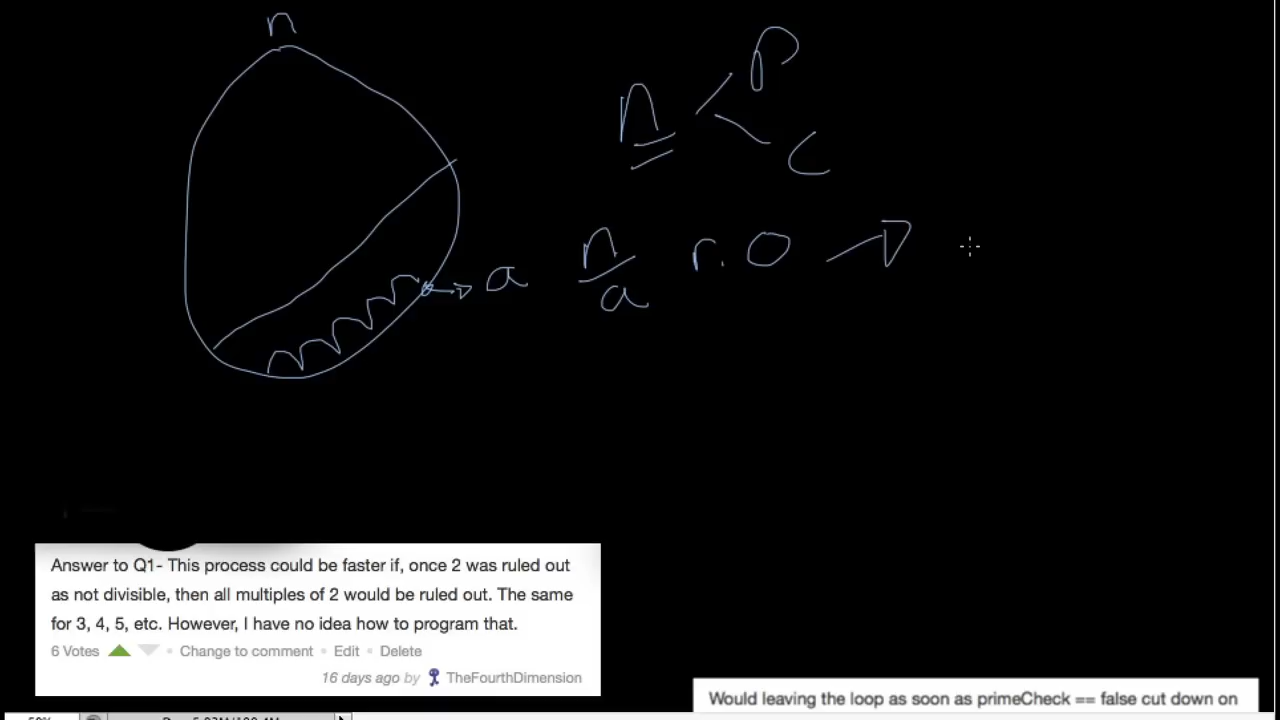 n
n < P
C
n/a r. 0 →
a
Answer to Q1- This process could be faster if, once 2 was ruled out
as not divisible, then all multiples of 2 would be ruled out. The same
for 3, 4, 5, etc. However, I have no idea how to program that.
6 Votes • Change to comment • Edit • Delete
16 days ago by TheFourthDimension
Would leaving the loop as soon as primeCheck == false cut down on